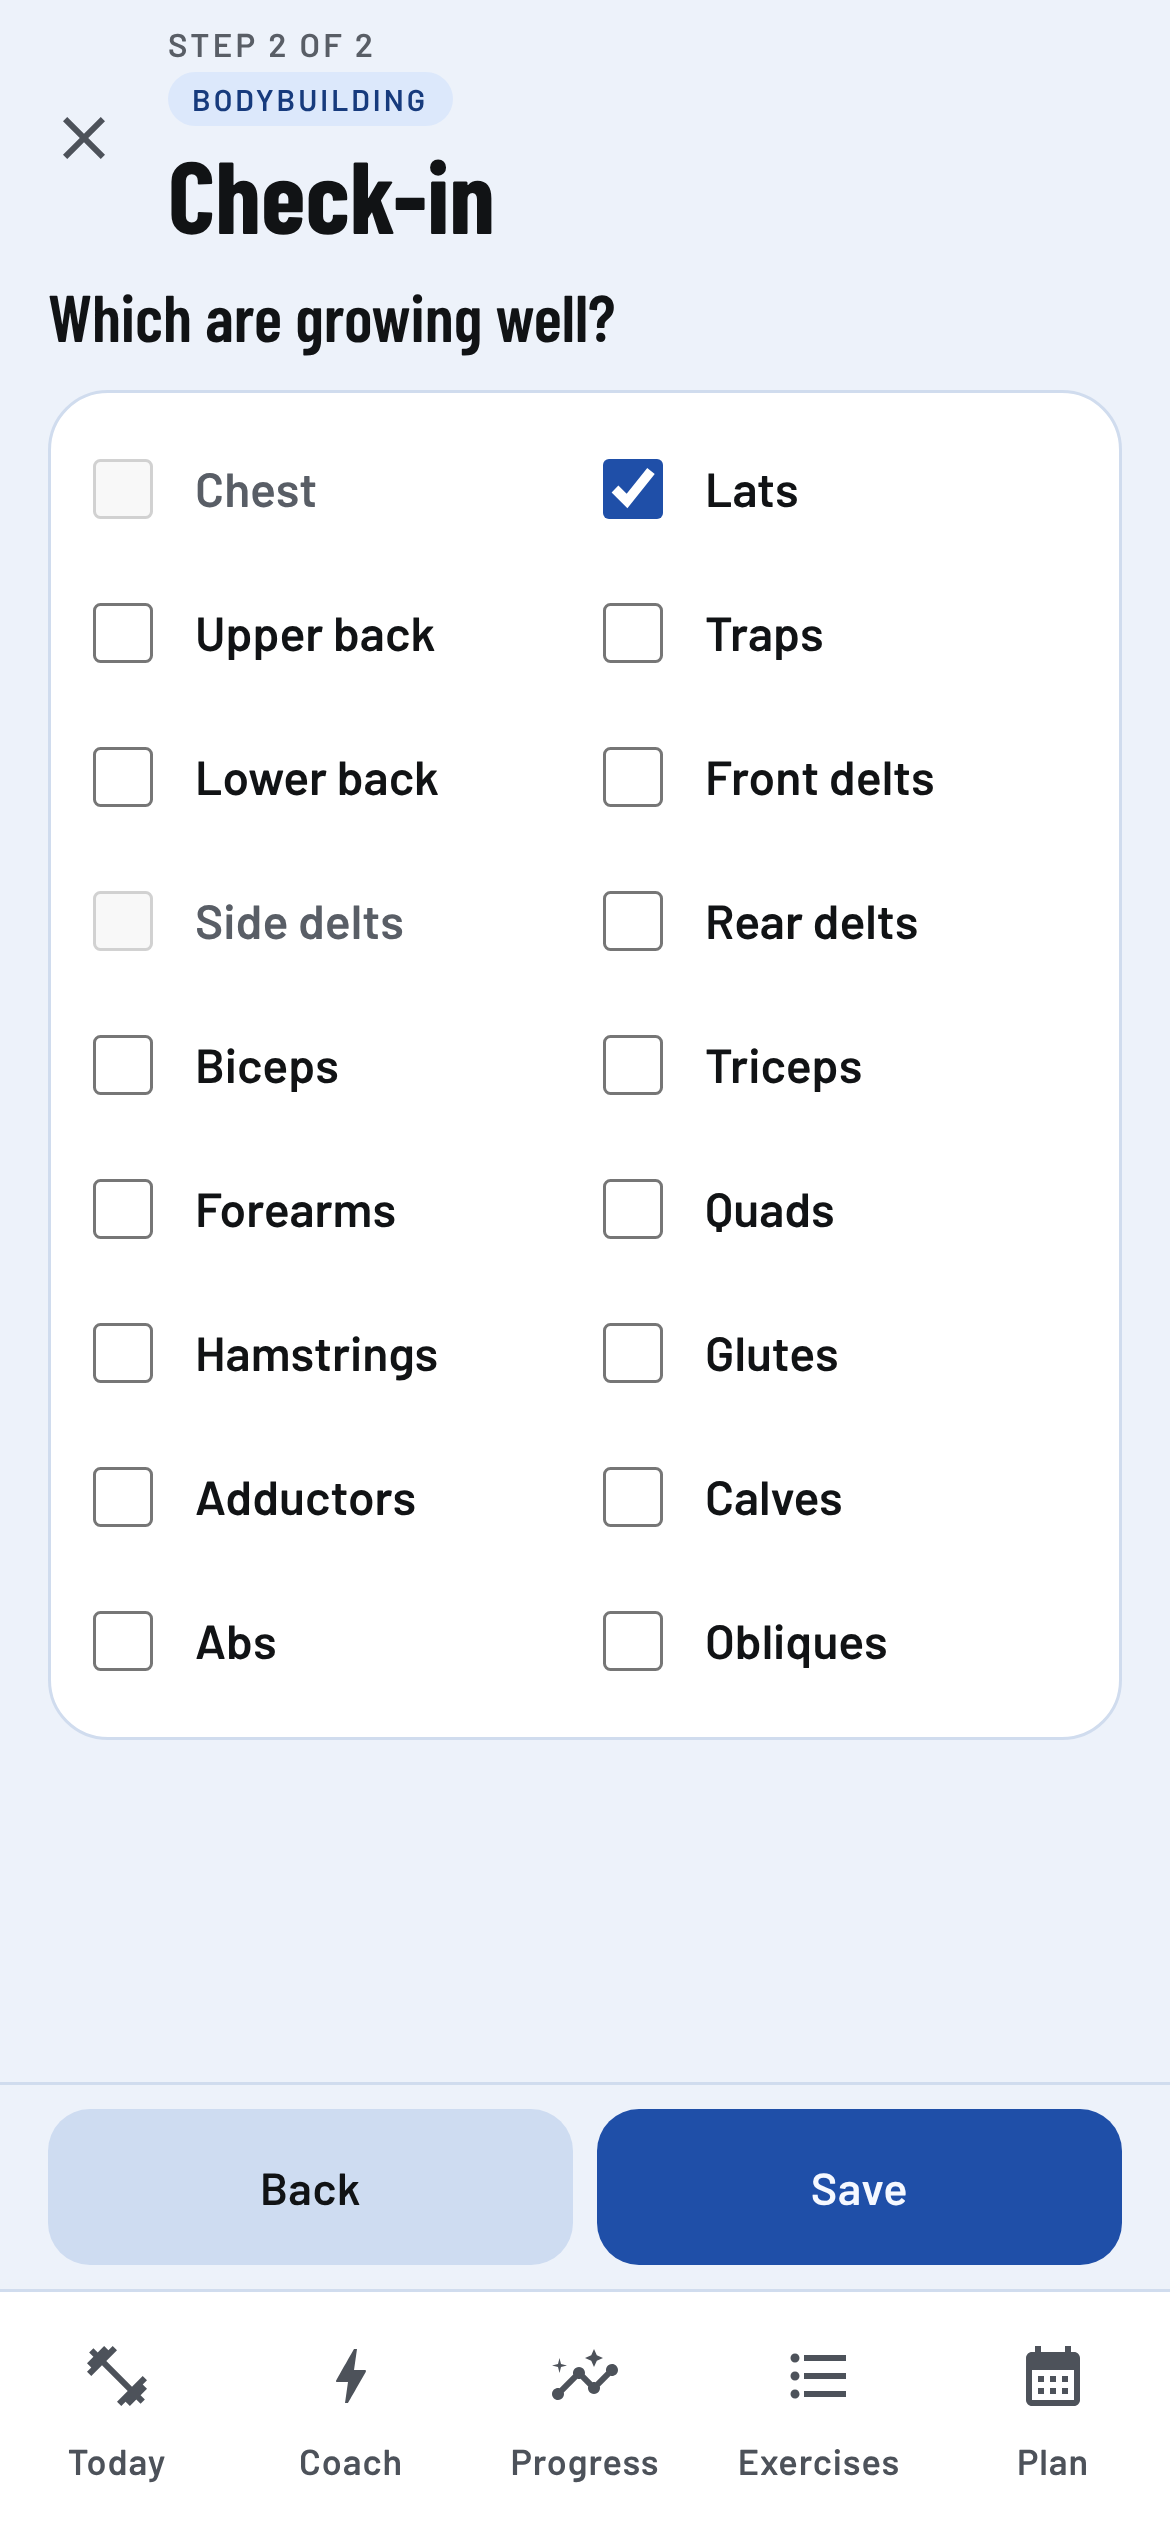 STEP 2 OF 2
BODYBUILDING
Check-in
Which are growing well?
Chest
Lats
Upper back
Traps
Lower back
Front delts
Side delts
Rear delts
Biceps
Triceps
Forearms
Quads
Hamstrings
Glutes
Adductors
Calves
Abs
Obliques
Back
Save
Today
Coach
Progress
Exercises
Plan